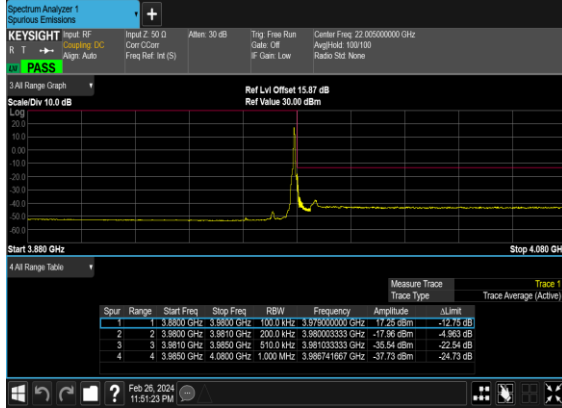 Spectrum Analyzer 1
Spurious Emissions
+
KEYSIGHT Input: RF Input Z: 50 Ω Atten: 30 dB Trig: Free Run Center Freq: 22.005000000 GHz
R T Coupling: DC Corr CCorr Gate: Off Avg|Hold: 100/100
Align: Auto Freq Ref: Int (S) IF Gain: Low Radio Std: None
PASS
3 All Range Graph
Ref Lvl Offset 15.87 dB
Scale/Div 10.0 dB Ref Value 30.00 dBm
Log
20.0
10.0
0.00
-10.0
-20.0
-30.0
-40.0
-50.0
-60.0
Start 3.880 GHz Stop 4.080 GH
4 All Range Table
Measure Trace Trace 1
Trace Type Trace Average (Active)
Spur Range Start Freq Stop Freq RBW Frequency Amplitude ΔLimit
1 1 3.8800 GHz 3.9800 GHz 100.0 kHz 3.979000000 GHz 17.25 dBm -12.75 dB
2 2 3.9800 GHz 3.9810 GHz 200.0 kHz 3.980003333 GHz -17.96 dBm -4.963 dB
3 3 3.9810 GHz 3.9850 GHz 510.0 kHz 3.981033333 GHz -35.54 dBm -22.54 dB
4 4 3.9850 GHz 4.0800 GHz 1.000 MHz 3.986741667 GHz -37.73 dBm -24.73 dB
? Feb 26, 2024
11:51:23 PM